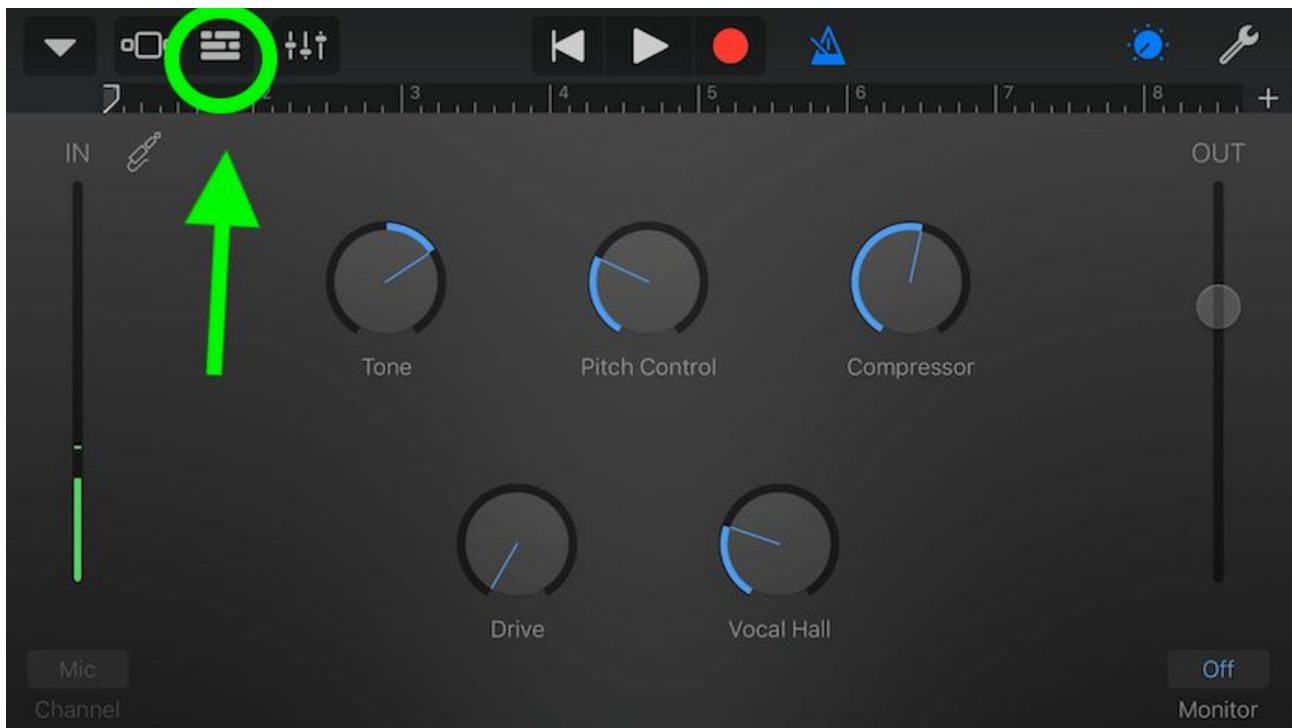 2 3 4 5 6 7 8 +
IN
OUT
Tone
Pitch Control
Compressor
Drive
Vocal Hall
Mic
Channel
Off
Monitor